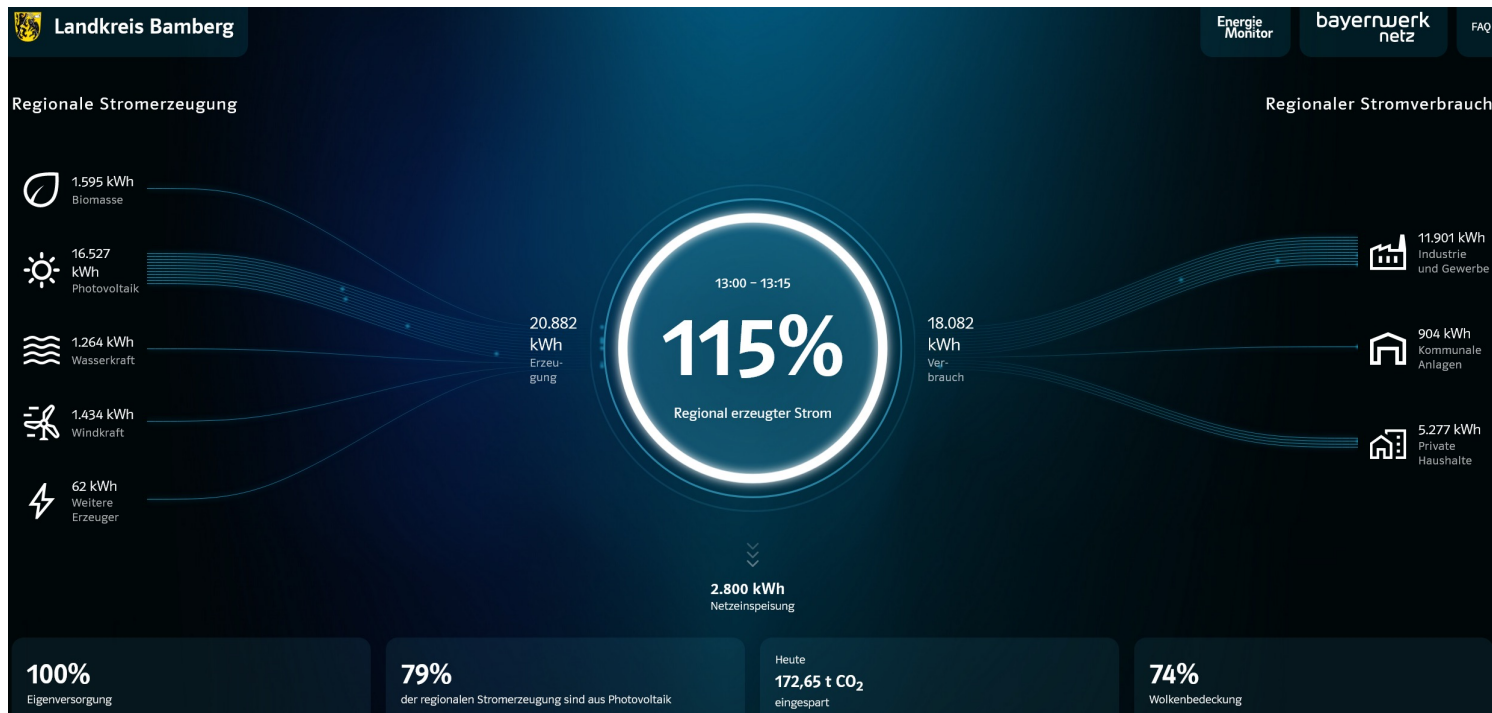 Landkreis Bamberg
Energie
Monitor
bayernwerk
netz
FAQ
Regionale Stromerzeugung
Regionaler Stromverbrauch
1.595 kWh
Biomasse
16.527
kWh
Photovoltaik
1.264 kWh
Wasserkraft
1.434 kWh
Windkraft
62 kWh
Weitere
Erzeuger
20.882
kWh
Erzeu-
gung
13:00 – 13:15
115%
Regional erzeugter Strom
18.082
kWh
Ver-
brauch
11.901 kWh
Industrie
und Gewerbe
904 kWh
Kommunale
Anlagen
5.277 kWh
Private
Haushalte
2.800 kWh
Netzeinspeisung
100%
Eigenversorgung
79%
der regionalen Stromerzeugung sind aus Photovoltaik
Heute
172,65 t CO₂
eingespart
74%
Wolkenbedeckung